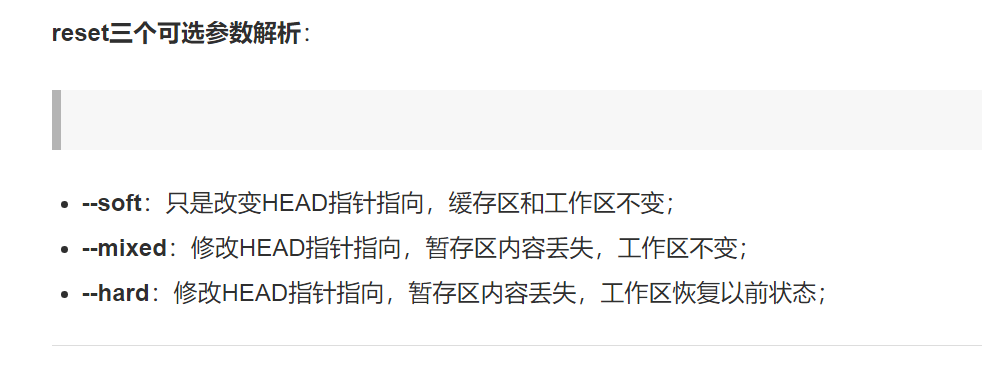 reset三个可选参数解析：
--soft：只是改变HEAD指针指向，缓存区和工作区不变；
--mixed：修改HEAD指针指向，暂存区内容丢失，工作区不变；
--hard：修改HEAD指针指向，暂存区内容丢失，工作区恢复以前状态；